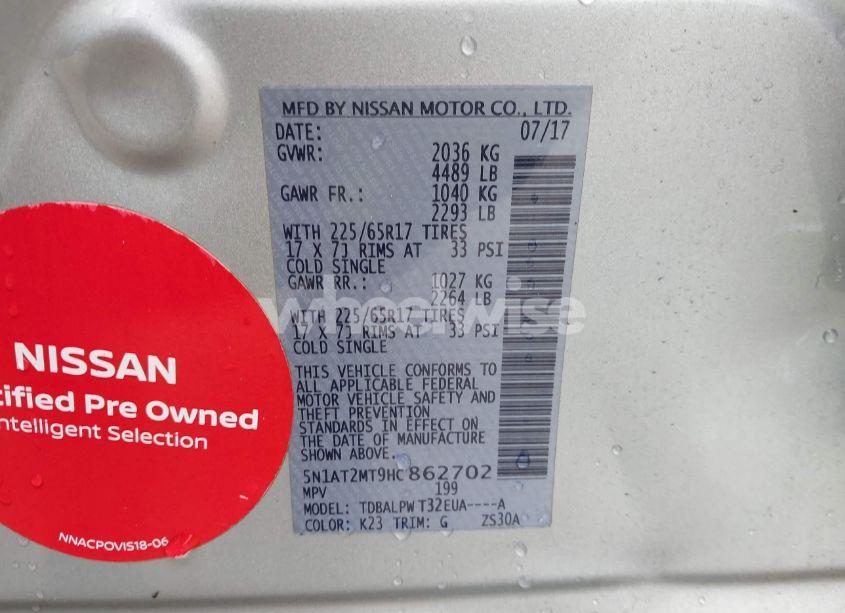 MFD BY NISSAN MOTOR CO., LTD.
DATE: 07/17
GVWR: 2036 KG
4489 LB
GAWR FR.: 1040 KG
2293 LB
WITH 225/65R17 TIRES
17 X 7J RIMS AT 33 PSI
COLD SINGLE
GAWR RR.: 1027 KG
2264 LB
WITH 225/65R17 TIRES
17 X 7J RIMS AT 33 PSI
COLD SINGLE
THIS VEHICLE CONFORMS TO
ALL APPLICABLE FEDERAL
MOTOR VEHICLE SAFETY AND
THEFT PREVENTION
STANDARDS IN EFFECT ON
THE DATE OF MANUFACTURE
SHOWN ABOVE.
5N1AT2MT9HC862702
MPV 199
MODEL: TDBALPW T32EUA----A
COLOR: K23 TRIM: G ZS30A
NISSAN
tified Pre Owned
ntelligent Selection
NNACPOVIS18-06
wheelwise